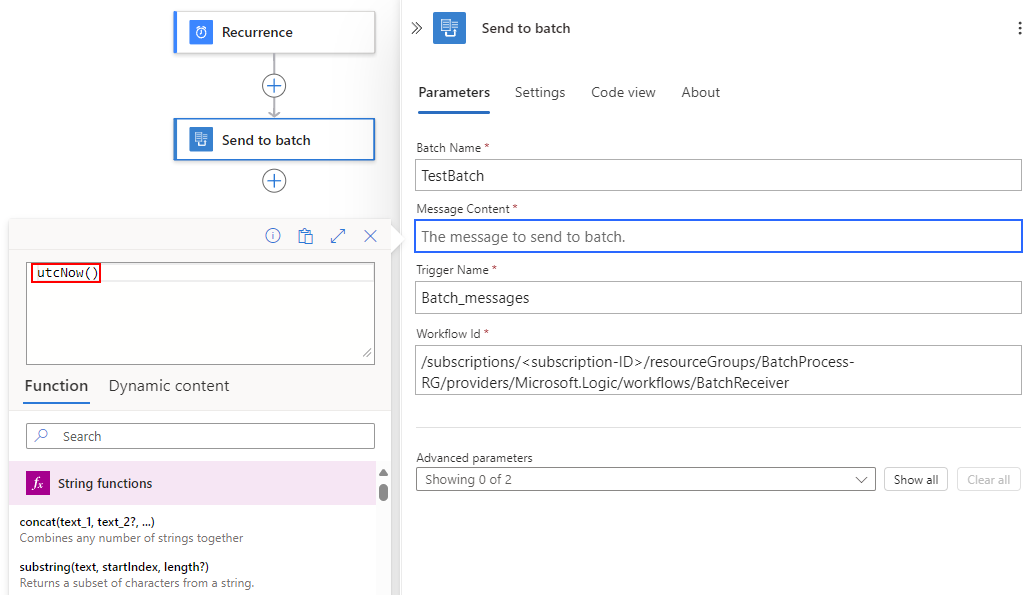 Recurrence
Send to batch
utcNow()
Function
Dynamic content
Search
fx
String functions
concat(text_1, text_2?, ...)
Combines any number of strings together
substring(text, startIndex, length?)
Returns a subset of characters from a string.
Send to batch
Parameters
Settings
Code view
About
Batch Name *
TestBatch
Message Content *
The message to send to batch.
Trigger Name *
Batch_messages
Workflow Id *
/subscriptions/<subscription-ID>/resourceGroups/BatchProcess-
RG/providers/Microsoft.Logic/workflows/BatchReceiver
Advanced parameters
Showing 0 of 2
Show all
Clear all